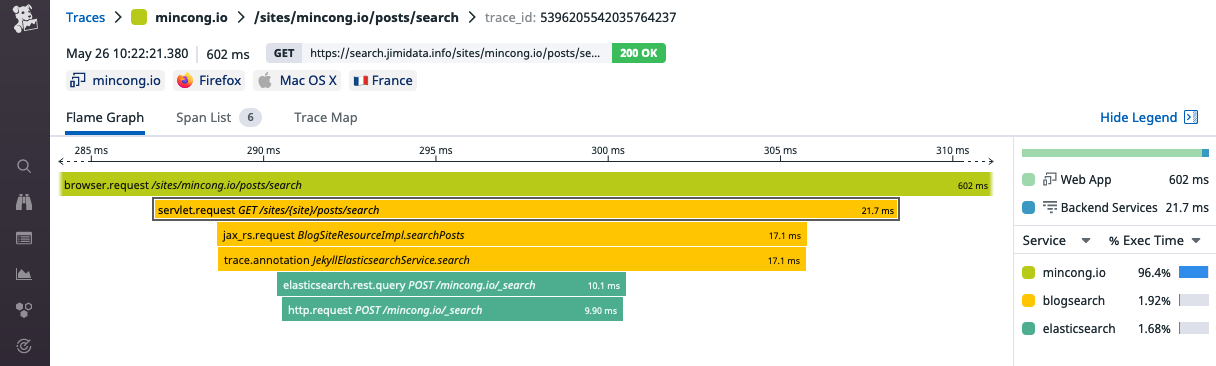 Traces > mincong.io > /sites/mincong.io/posts/search > trace_id: 5396205542035764237
May 26 10:22:21.380 602 ms GET https://search.jimidata.info/sites/mincong.io/posts/se... 200 OK
mincong.io Firefox Mac OS X France
Flame Graph Span List 6 Trace Map Hide Legend
285 ms 290 ms 295 ms 300 ms 305 ms 310 ms
browser.request /sites/mincong.io/posts/search 602 ms
servlet.request GET /sites/{site}/posts/search 21.7 ms
jax_rs.request BlogSiteResourceImpl.searchPosts 17.1 ms
trace.annotation JekyllElasticsearchService.search 17.1 ms
elasticsearch.rest.query POST /mincong.io/_search 10.1 ms
http.request POST /mincong.io/_search 9.90 ms
Web App 602 ms
Backend Services 21.7 ms
Service % Exec Time
mincong.io 96.4%
blogsearch 1.92%
elasticsearch 1.68%